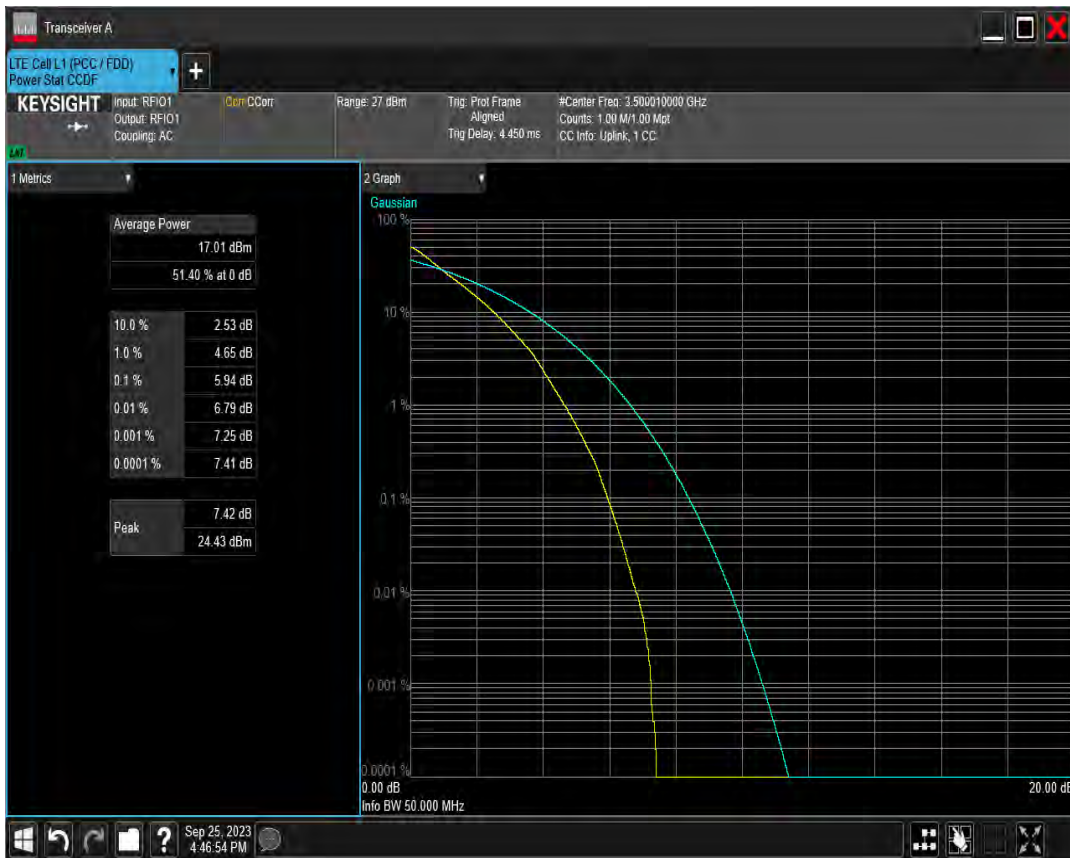 Transceiver A
LTE Cell L1 (PCC / FDD)
Power Stat CCDF
+
KEYSIGHT
Input: RFIO1
Output: RFIO1
Coupling: AC
Corr CCorr
Range: 27 dBm
Trig: Prot Frame
Aligned
Trig Delay: 4.450 ms
#Center Freq: 3.500010000 GHz
Counts: 1.00 M/1.00 Mpt
CC Info: Uplink, 1 CC
1 Metrics
Average Power
17.01 dBm
51.40 % at 0 dB
10.0 % 2.53 dB
1.0 % 4.65 dB
0.1 % 5.94 dB
0.01 % 6.79 dB
0.001 % 7.25 dB
0.0001 % 7.41 dB
Peak
7.42 dB
24.43 dBm
2 Graph
Gaussian
100 %
10 %
1 %
0.1 %
0.01 %
0.001 %
0.0001 %
0.00 dB
20.00 dB
Info BW 50.000 MHz
?
Sep 25, 2023
4:46:54 PM